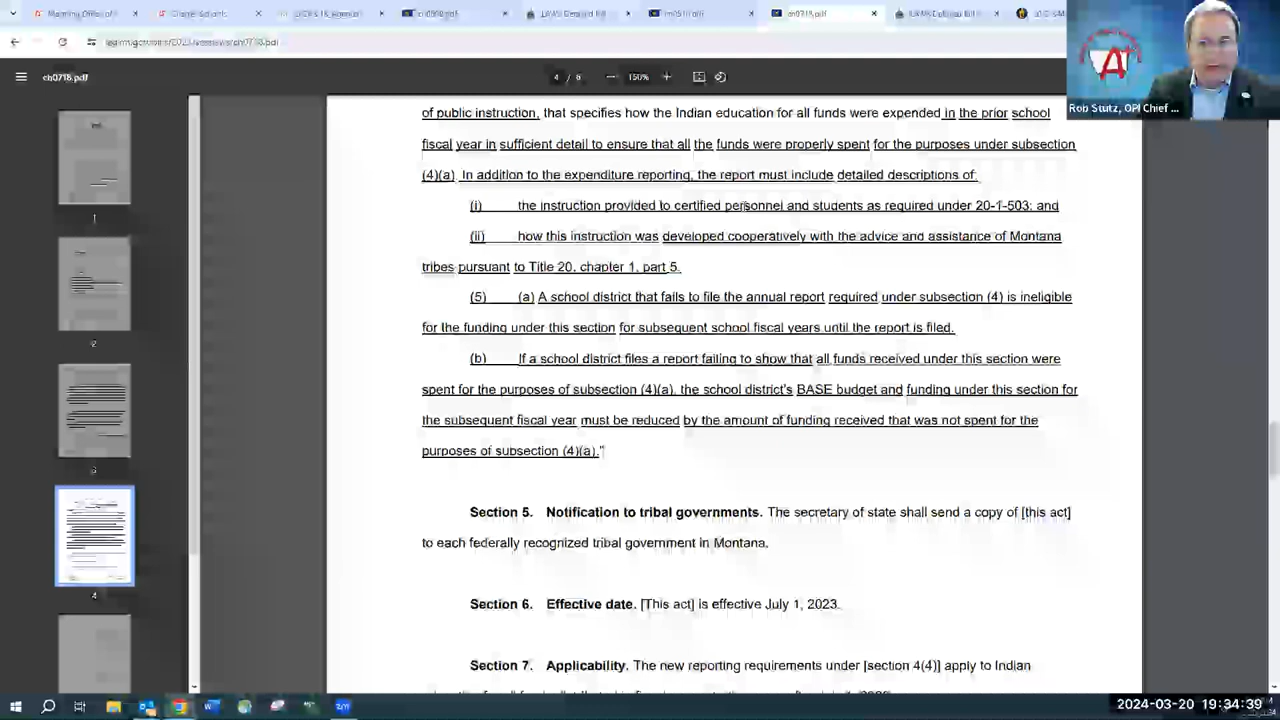 ch0718.pdf
4 / 6
150%
Rob Stutz, OPI Chief ...
of public instruction, that specifies how the Indian education for all funds were expended in the prior school
fiscal year in sufficient detail to ensure that all the funds were properly spent for the purposes under subsection
(4)(a). In addition to the expenditure reporting, the report must include detailed descriptions of:
(i) the instruction provided to certified personnel and students as required under 20-1-503; and
(ii) how this instruction was developed cooperatively with the advice and assistance of Montana
tribes pursuant to Title 20, chapter 1, part 5.
(5) (a) A school district that fails to file the annual report required under subsection (4) is ineligible
for the funding under this section for subsequent school fiscal years until the report is filed.
(b) If a school district files a report failing to show that all funds received under this section were
spent for the purposes of subsection (4)(a), the school district's BASE budget and funding under this section for
the subsequent fiscal year must be reduced by the amount of funding received that was not spent for the
purposes of subsection (4)(a)."
Section 5. Notification to tribal governments. The secretary of state shall send a copy of [this act]
to each federally recognized tribal government in Montana.
Section 6. Effective date. [This act] is effective July 1, 2023.
Section 7. Applicability. The new reporting requirements under [section 4(4)] apply to Indian
1
2
3
4
2024-03-20 19:34:39